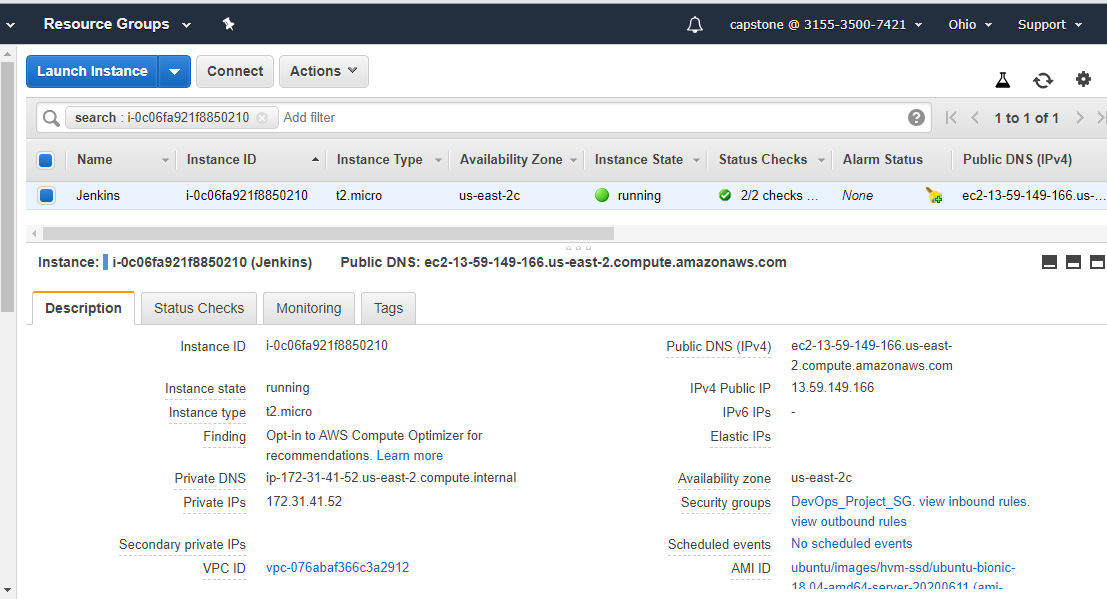 Resource Groups capstone @ 3155-3500-7421 Ohio Support
Launch Instance Connect Actions
search : i-0c06fa921f8850210 Add filter 1 to 1 of 1
Name Instance ID Instance Type Availability Zone Instance State Status Checks Alarm Status Public DNS (IPv4)
Jenkins i-0c06fa921f8850210 t2.micro us-east-2c running 2/2 checks ... None ec2-13-59-149-166.us-...
Instance: i-0c06fa921f8850210 (Jenkins) Public DNS: ec2-13-59-149-166.us-east-2.compute.amazonaws.com
Description Status Checks Monitoring Tags
Instance ID i-0c06fa921f8850210 Public DNS (IPv4) ec2-13-59-149-166.us-east-
2.compute.amazonaws.com
Instance state running IPv4 Public IP 13.59.149.166
Instance type t2.micro IPv6 IPs -
Finding Opt-in to AWS Compute Optimizer for Elastic IPs
recommendations. Learn more
Private DNS ip-172-31-41-52.us-east-2.compute.internal Availability zone us-east-2c
Private IPs 172.31.41.52 Security groups DevOps_Project_SG. view inbound rules.
view outbound rules
Secondary private IPs Scheduled events No scheduled events
VPC ID vpc-076abaf366c3a2912 AMI ID ubuntu/images/hvm-ssd/ubuntu-bionic-
18.04-amd64-server-20200611 (ami-